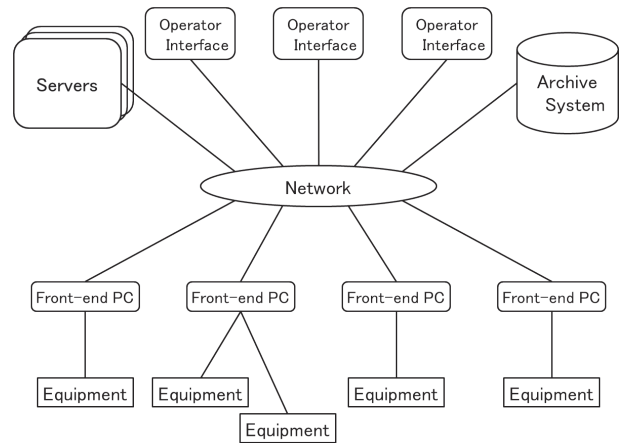 Servers
Operator
Interface
Operator
Interface
Operator
Interface
Archive
System
Network
Front-end PC
Front-end PC
Front-end PC
Front-end PC
Equipment
Equipment
Equipment
Equipment
Equipment